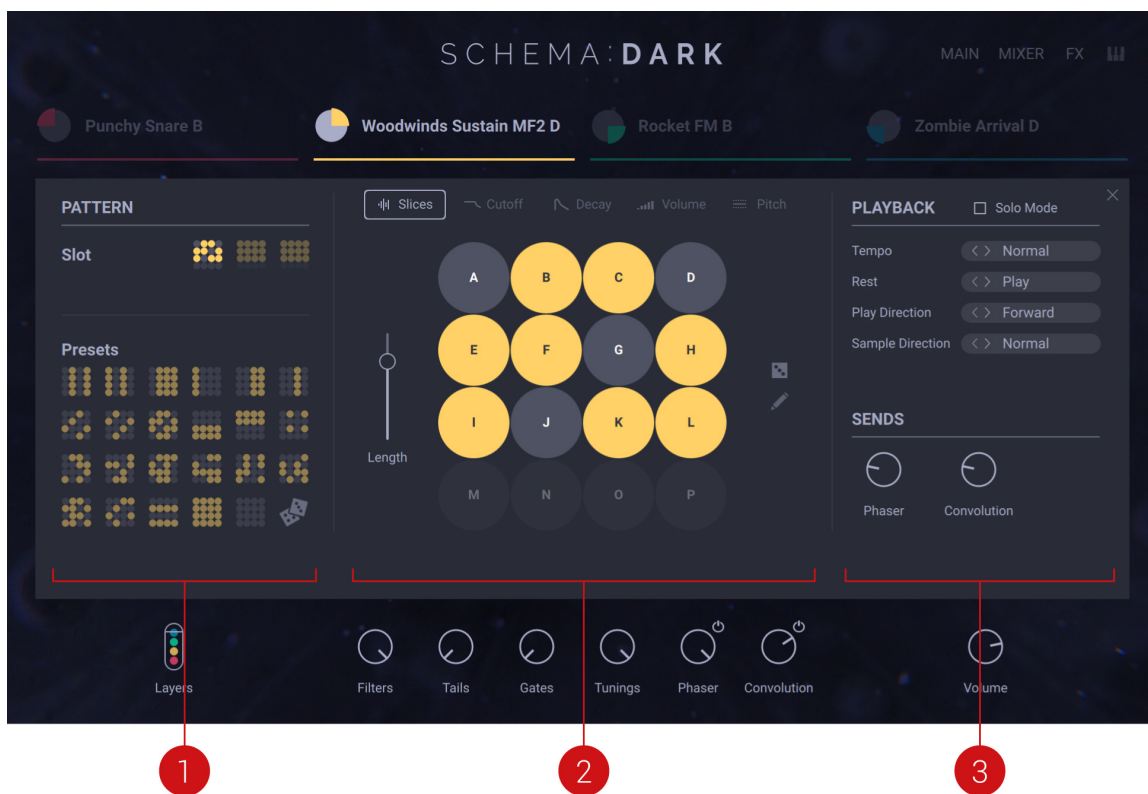 SCHEMA:DARK
MAIN MIXER FX
Punchy Snare B
Woodwinds Sustain MF2 D
Rocket FM B
Zombie Arrival D
PATTERN
Slot
Presets
Slices
Cutoff
Decay
Volume
Pitch
A B C D
E F G H
I J K L
M N O P
Length
PLAYBACK
Solo Mode
Tempo < > Normal
Rest < > Play
Play Direction < > Forward
Sample Direction < > Normal
SENDS
Phaser
Convolution
Layers
Filters
Tails
Gates
Tunings
Phaser
Convolution
Volume
1
2
3